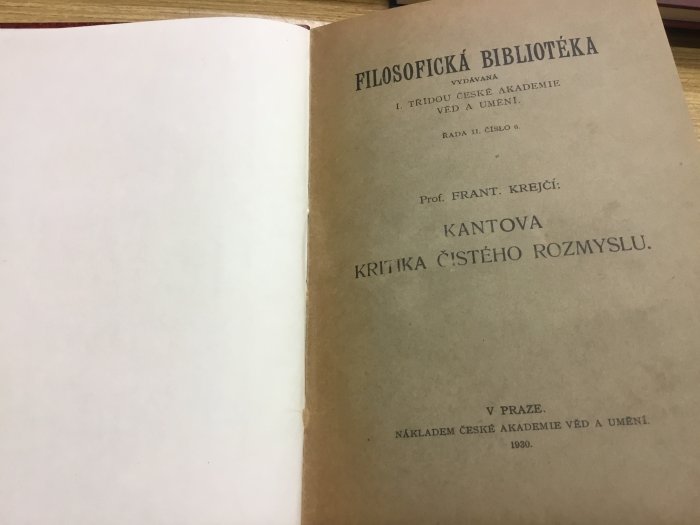 FILOSOFICKÁ BIBLIOTÉKA
VYDÁVANÁ
I. TŘÍDOU ČESKÉ AKADEMIE
VĚD A UMĚNÍ.
ŘADA II. ČÍSLO 6.
Prof. FRANT. KREJČÍ:
KANTOVA
KRITIKA ČISTÉHO ROZMYSLU.
V PRAZE.
NÁKLADEM ČESKÉ AKADEMIE VĚD A UMĚNÍ.
1930.